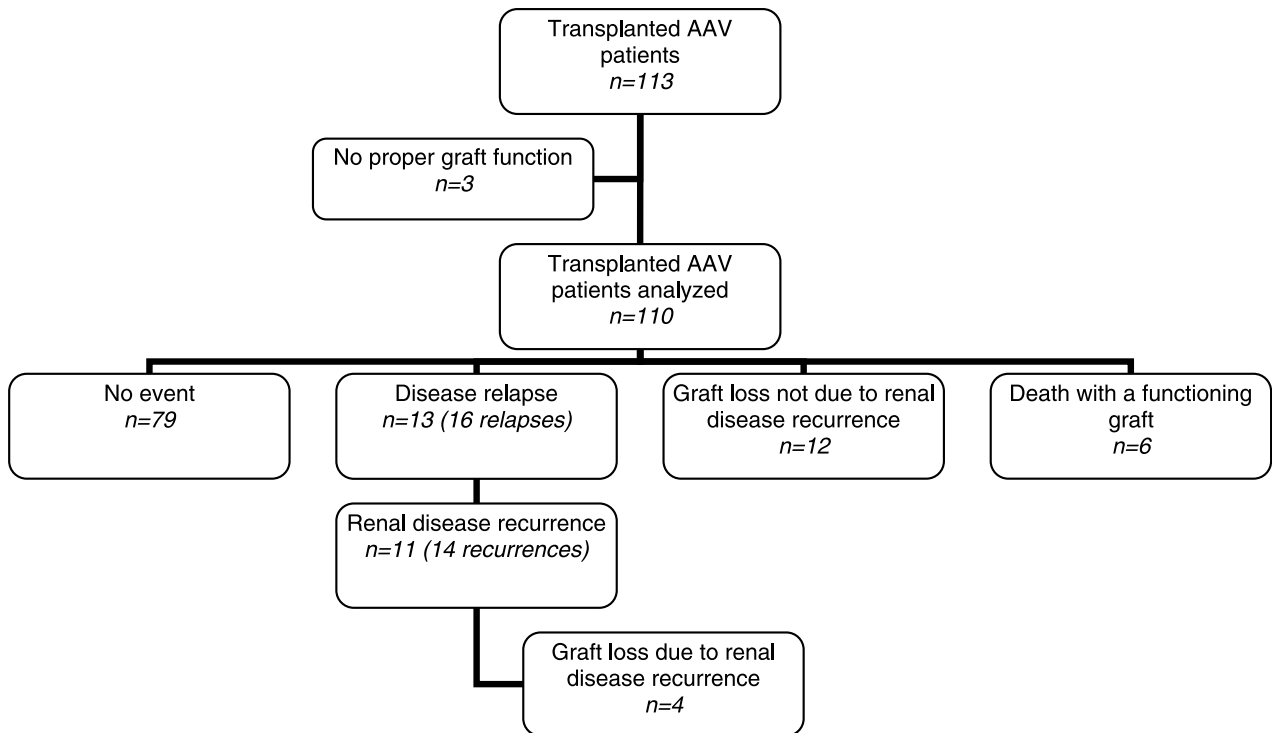 Transplanted AAV
patients
n=113
No proper graft function
n=3
Transplanted AAV
patients analyzed
n=110
No event
n=79
Disease relapse
n=13 (16 relapses)
Graft loss not due to renal
disease recurrence
n=12
Death with a functioning
graft
n=6
Renal disease recurrence
n=11 (14 recurrences)
Graft loss due to renal
disease recurrence
n=4